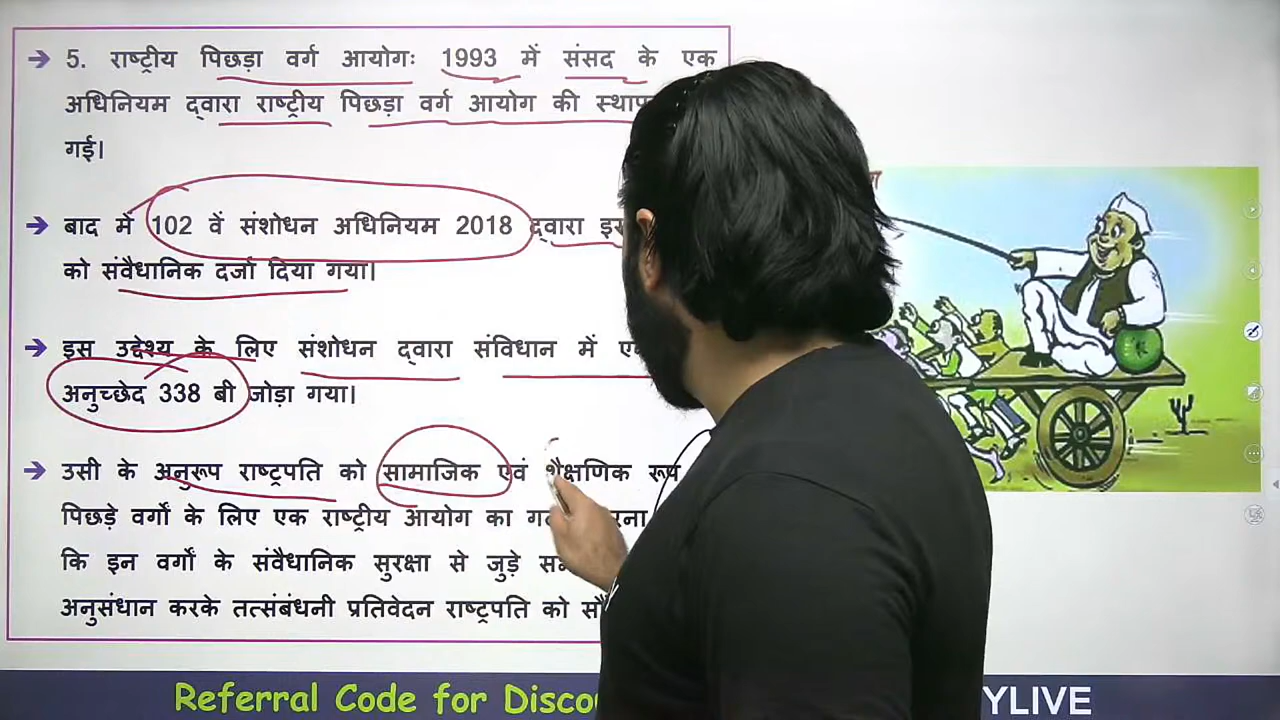 5. राष्ट्रीय पिछड़ा वर्ग आयोगः 1993 में संसद के एक
अधिनियम द्वारा राष्ट्रीय पिछड़ा वर्ग आयोग की
गई।
बाद में 102 वें संशोधन अधिनियम 2018 द्वारा
को संवैधानिक दर्जा दिया गया।
इस उद्देश्य के लिए संशोधन द्वारा संविधान में
अनुच्छेद 338 बी जोड़ा गया।
उसी के अनुरूप राष्ट्रपति को सामाजिक एवं शैक्षणिक रूप
पिछड़े वर्गों के लिए एक राष्ट्रीय आयोग का
कि इन वर्गों के संवैधानिक सुरक्षा से जुड़े
अनुसंधान करके तत्संबंधनी प्रतिवेदन राष्ट्रपति को
Referral Code for
YLIVE